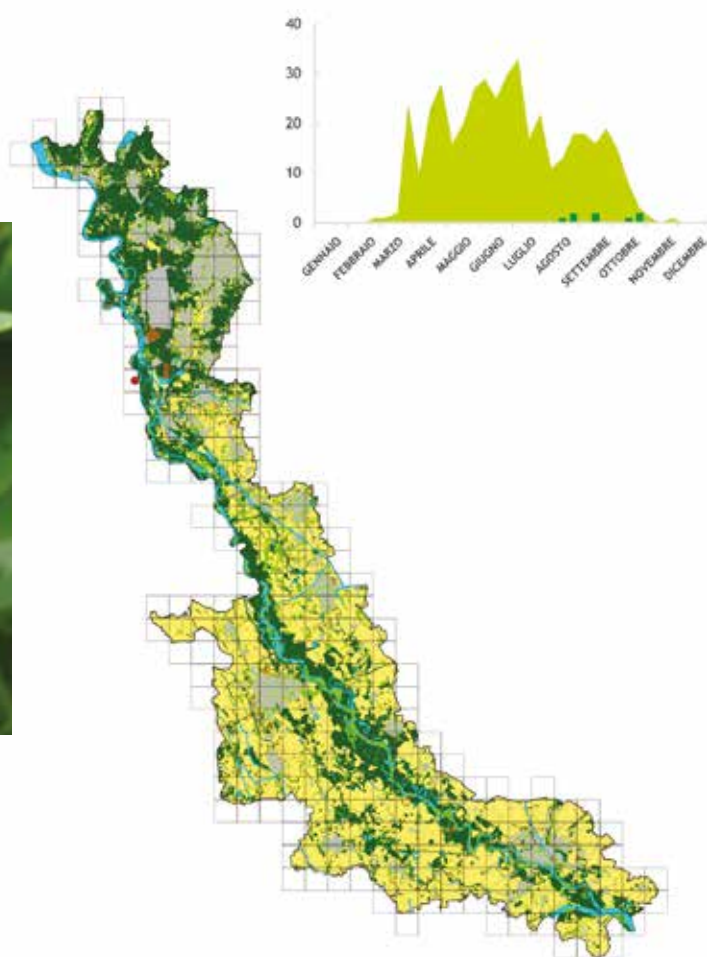 40
30
20
10
0
GENNAIO
FEBBRAIO
MARZO
APRILE
MAGGIO
GIUGNO
LUGLIO
AGOSTO
SETTEMBRE
OTTOBRE
NOVEMBRE
DICEMBRE